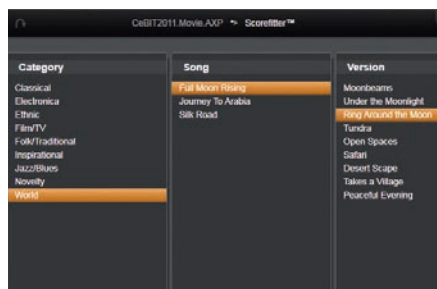 CeBIT2011.Movie.AXP Scorefitter™
Category
Classical
Electronica
Ethnic
Film/TV
Folk/Traditional
Inspirational
Jazz/Blues
Novelty
World
Song
Full Moon Rising
Journey To Arabia
Silk Road
Version
Moonbeams
Under the Moonlight
Ring Around the Moon
Tundra
Open Spaces
Safari
Desert Scape
Takes a Village
Peaceful Evening